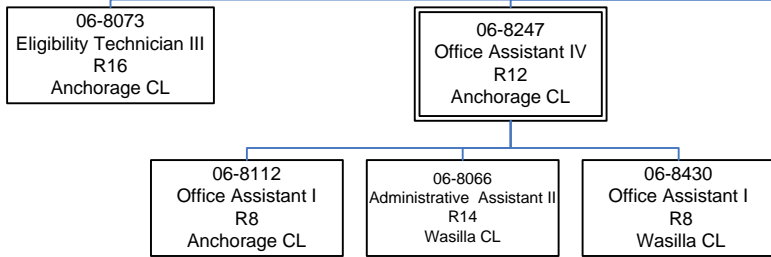 06-8073
Eligibility Technician III
R16
Anchorage CL
06-8247
Office Assistant IV
R12
Anchorage CL
06-8112
Office Assistant I
R8
Anchorage CL
06-8066
Administrative Assistant II
R14
Wasilla CL
06-8430
Office Assistant I
R8
Wasilla CL